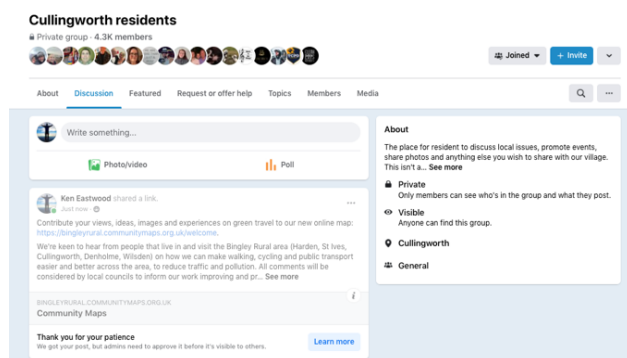 Cullingworth residents
Private group · 4.3K members
Joined
+ Invite
About
Discussion
Featured
Request or offer help
Topics
Members
Media
Write something...
Photo/video
Poll
Ken Eastwood shared a link.
Just now ·
Contribute your views, ideas, images and experiences on green travel to our new online map:
https://bingleyrural.communitymaps.org.uk/welcome.
We're keen to hear from people that live in and visit the Bingley Rural area (Harden, St Ives,
Cullingworth, Denholme, Wilsden) on how we can make walking, cycling and public transport
easier and better across the area, to reduce traffic and pollution. All comments will be
considered by local councils to inform our work improving and pr... See more
BINGLEYRURAL.COMMUNITYMAPS.ORG.UK
Community Maps
Thank you for your patience
We got your post, but admins need to approve it before it's visible to others.
Learn more
About
The place for resident to discuss local issues, promote events,
share photos and anything else you wish to share with our village.
This isn't a... See more
Private
Only members can see who's in the group and what they post.
Visible
Anyone can find this group.
Cullingworth
General